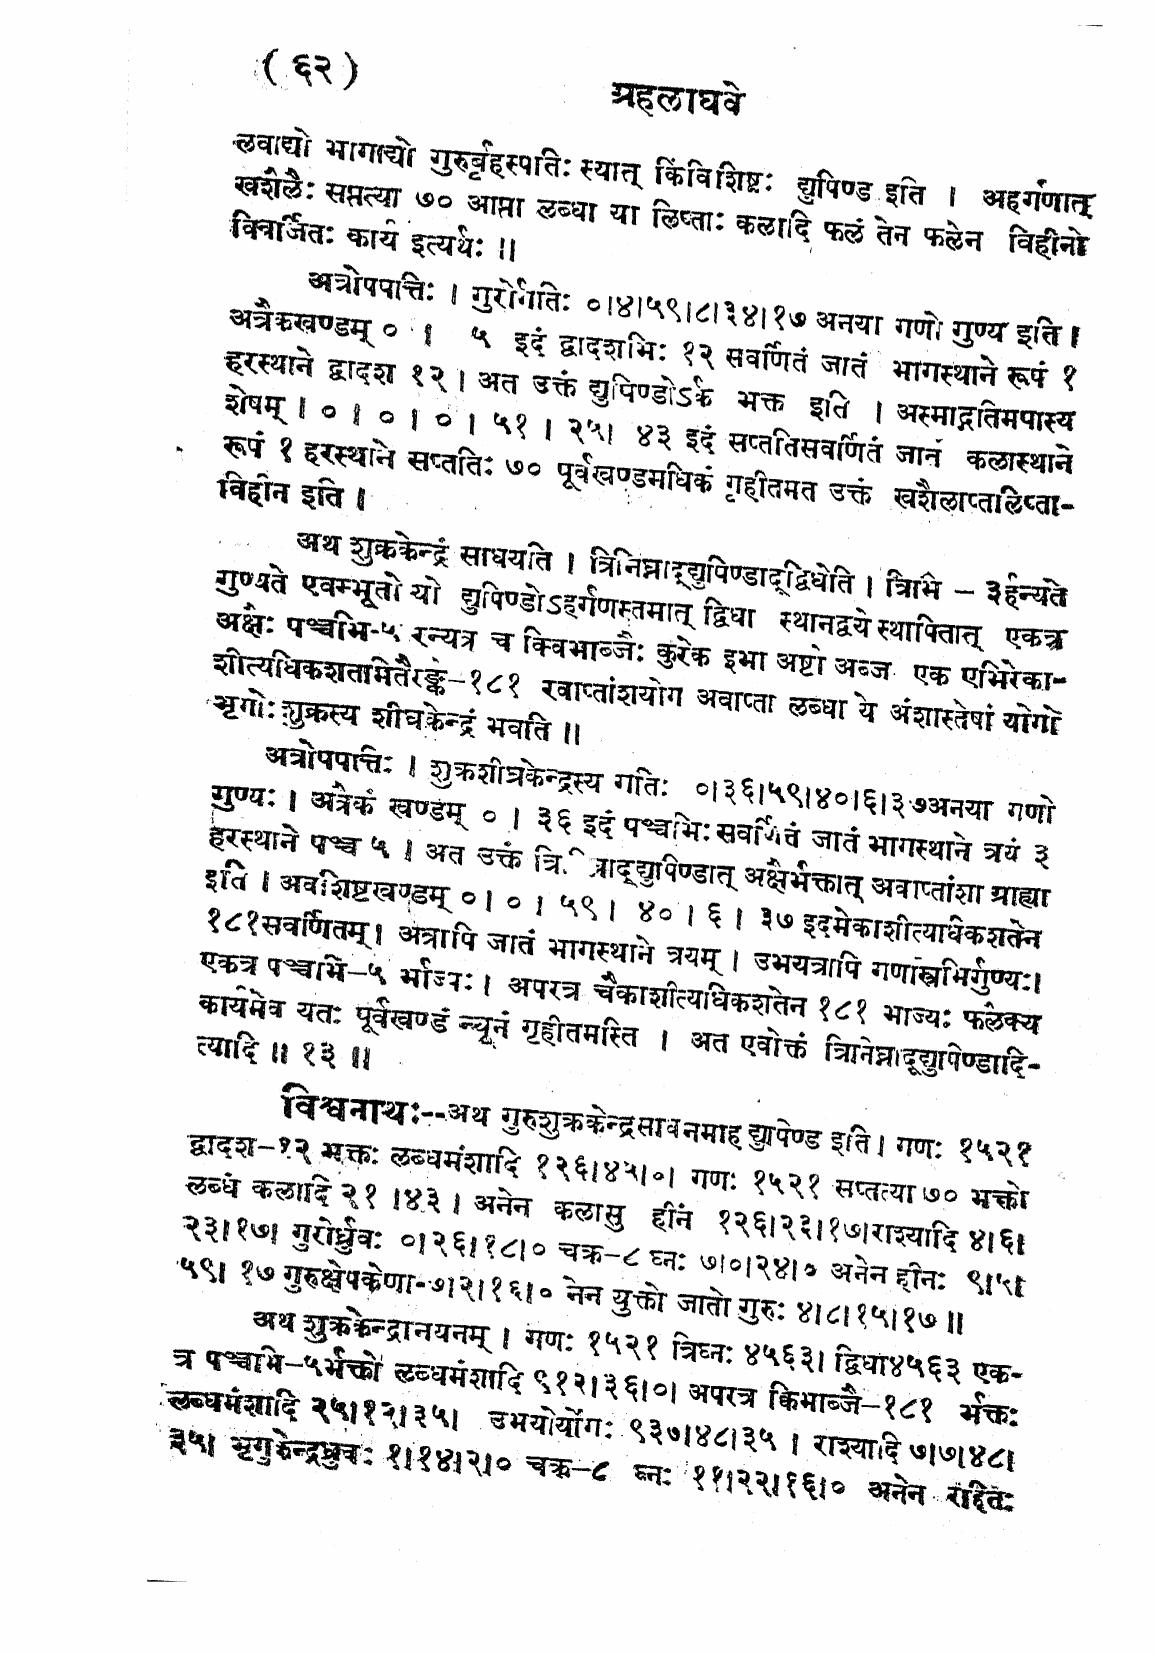 ( ६२ )
ग्रहलाघवे
लवाद्यो भागाद्यो गुरुर्बृहस्पतिः स्यात् किंविशिष्टः द्युपिण्ड इति । अहर्गणात्
खशैलैः सप्तत्या ७० आप्ता लब्धा या लिप्ताः कलादि फलं तेन फलेन विहीनो
विवर्जितः कार्य इत्यर्थः ॥
अत्रोपपत्तिः । गुरोर्गतिः ०।४।५९।८।३४।१७ अनया गणो गुण्य इति ।
अत्रैकखण्डम् ० । ५ इदं द्वादशभिः १२ सवर्णितं जातं भागस्थाने रूपं १
हरस्थाने द्वादश १२ । अत उक्तं द्युपिण्डोऽर्क भक्त इति । अस्माद्गतिमपास्य
शेषम् । ० । ० । ० । ५१ । २५। ४३ इदं सप्ततिसवर्णितं जातं कलास्थाने
रूपं १ हरस्थाने सप्ततिः ७० पूर्वखण्डमधिकं गृहीतमत उक्तं खशैलाप्तालिप्ता-
विहीन इति ।
अथ शुक्रकेन्द्रं साधयति । त्रिनिघ्नाद्द्युपिण्डाद्द्विधेति । त्रिभि – ३र्हन्यते
गुण्यते एवम्भूतो यो द्युपिण्डोऽहर्गणस्तमात् द्विधा स्थानद्वये स्थापितात् एकत्र
अक्षैः पञ्चभि-५ रन्यत्र च क्विभाब्जैः कुरेक इभा अष्टो अब्ज एक एभिरेका-
शीत्यधिकशतामितैरङ्कै–१८१ रवाप्तांशयोग अवाप्ता लब्धा ये अंशास्तेषां योगो
भृगोः शुक्रस्य शीघ्रकेन्द्रं भवति ॥
अत्रोपपत्तिः । शुक्रशीघ्रकेन्द्रस्य गतिः ०।३६।५९।४०।६।३७अनया गणो
गुण्यः । अत्रैकं खण्डम् ० । ३६ इदं पञ्चभिः सवर्णितं जातं भागस्थाने त्रयं ३
हरस्थाने पञ्च ५ । अत उक्तं द्युपिण्डात् अक्षैर्भक्तात् अवाप्तांशा ग्राह्या
इति । अवशिष्टखण्डम् ०। ० । ५९ । ४० । ६ । ३७ इदमेकाशीत्याधिकशतेन
१८१सवर्णितम्। अत्रापि जातं भागस्थाने त्रयम् । उभयत्रापि गणस्त्रिभिर्गुण्यः।
एकत्र पञ्चभि–५ र्भाज्यः । अपरत्र चैकाशीत्यधिकशतेन १८१ भाज्यः फलैक्य
कार्यमेव यतः पूर्वखण्डं न्यूनं गृहीतमस्ति । अत एवोक्तं त्रिनिघ्नाद्द्युपिण्डादि-
त्यादि ॥ १३ ॥
विश्वनाथः--अथ गुरुशुक्रकेन्द्रसाधनमाह द्युपिण्ड इति। गणः १५२१
द्वादश–१२ भक्तः लब्धमंशादि १२६।४५।०। गणः १५२१ सप्तत्या ७० भक्तो
लब्धं कलादि २१ ।४३ । अनेन कलासु हीनं १२६।२३।१७।राश्यादि ४।६।
२३।१७। गुरोर्ध्रुवः ०।२६।१८।० चक्र–८ घ्नः ७।०।२४।० अनेन हीनः ९।५।
५९। १७ गुरुक्षेपकेणा-७।२।१६।० नेन युक्तो जातो गुरुः ४।८।१५।१७ ॥
अथ शुक्रकेन्द्रानयनम् । गणः १५२१ त्रिघ्नः ४५६३। द्विधा४५६३ एक-
त्र पञ्चभि–५र्भक्तो लब्धमंशादि ९१२।३६।०। अपरत्र किभाब्जै–१८१ र्भक्तः
लब्धमंशादि २५।१२।३५। उभयोर्योगः ९३७।४८।३५ । राश्यादि ७।७।४८।
३५। भृगुकेन्द्रध्रुवः १।१४।२।० चक्र–८ घ्नः ११।२२।१६।० अनेन रहितः